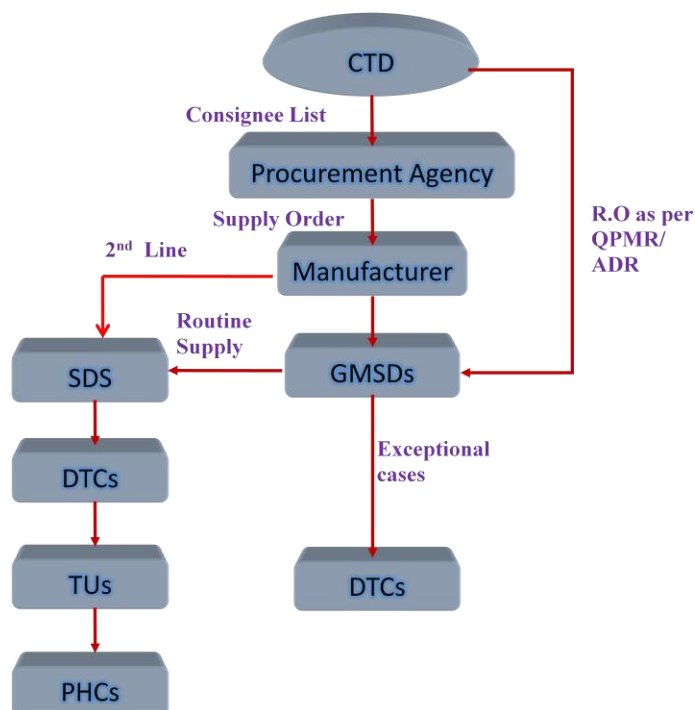 CTD
Consignee List
Procurement Agency
Supply Order
R.O as per
QPMR/
ADR
2nd Line
Manufacturer
Routine
Supply
SDS
GMSDs
DTCs
Exceptional
cases
TUs
DTCs
PHCs